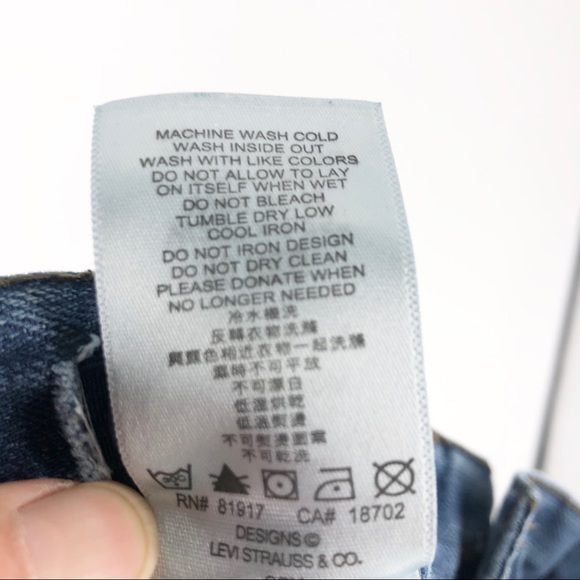 MACHINE WASH COLD
WASH INSIDE OUT
WASH WITH LIKE COLORS
DO NOT ALLOW TO LAY
ON ITSELF WHEN WET
DO NOT BLEACH
TUMBLE DRY LOW
COOL IRON
DO NOT IRON DESIGN
DO NOT DRY CLEAN
PLEASE DONATE WHEN
NO LONGER NEEDED
冷水機洗
反轉衣物洗滌
與顏色相近衣物一起洗滌
濕時不可平放
不可漂白
低溫烘乾
低溫熨燙
不可熨燙圖案
不可乾洗
RN# 81917 CA# 18702
DESIGNS ©
LEVI STRAUSS & CO.